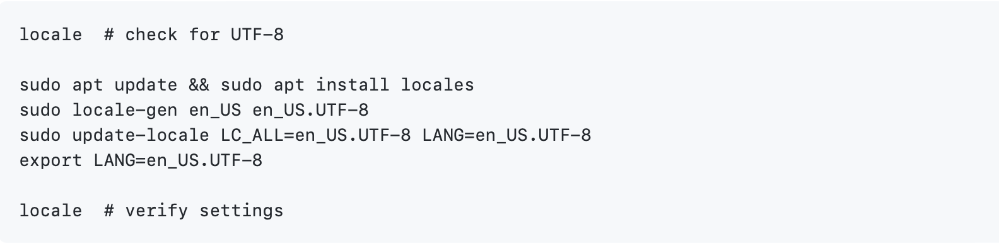 locale  # check for UTF-8
sudo apt update && sudo apt install locales
sudo locale-gen en_US en_US.UTF-8
sudo update-locale LC_ALL=en_US.UTF-8 LANG=en_US.UTF-8
export LANG=en_US.UTF-8
locale  # verify settings